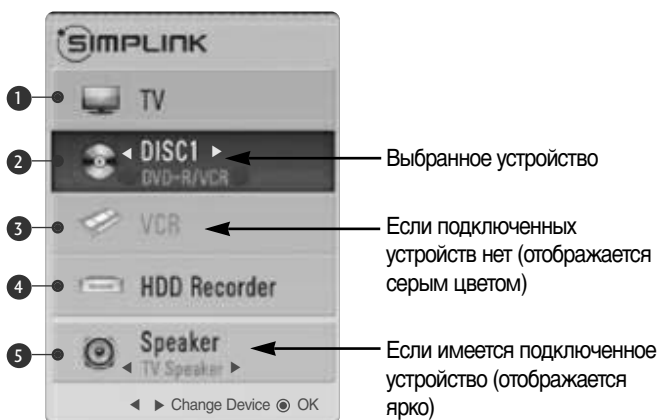 SIMPLINK
1 TV
2 DISC1
DVD-R/VCR
Выбранное устройство
3 VCR
Если подключенных
устройств нет (отображается
серым цветом)
4 HDD Recorder
5 Speaker
TV Speaker
Если имеется подключенное
устройство (отображается
ярко)
Change Device OK